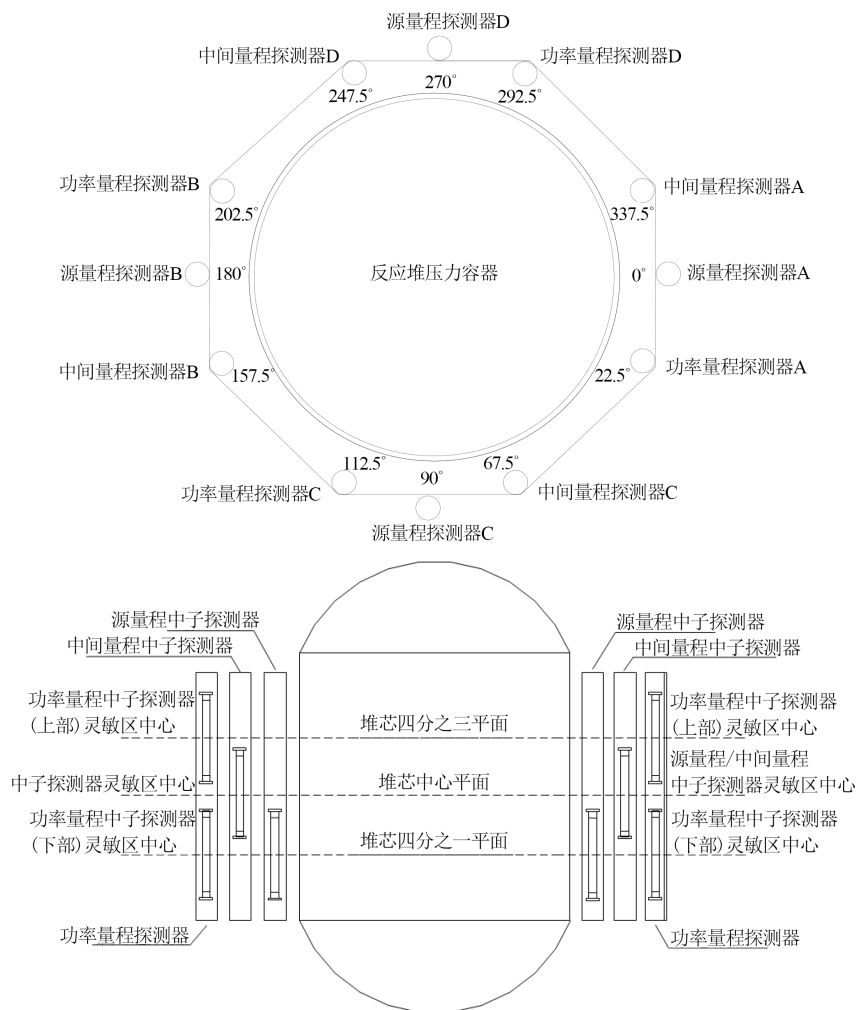 源量程探测器D
中间量程探测器D
功率量程探测器D
247.5°
270°
292.5°
功率量程探测器B
中间量程探测器A
202.5°
337.5°
源量程探测器B
180°
反应堆压力容器
0°
源量程探测器A
中间量程探测器B
157.5°
22.5°
功率量程探测器A
112.5°
90°
67.5°
功率量程探测器C
中间量程探测器C
源量程探测器C
源量程中子探测器
源量程中子探测器
中间量程中子探测器
中间量程中子探测器
功率量程中子探测器
(上部)灵敏区中心
堆芯四分之三平面
功率量程中子探测器
(上部)灵敏区中心
中子探测器灵敏区中心
堆芯中心平面
源量程/中间量程
中子探测器灵敏区中心
功率量程中子探测器
(下部)灵敏区中心
堆芯四分之一平面
功率量程中子探测器
(下部)灵敏区中心
功率量程探测器
功率量程探测器